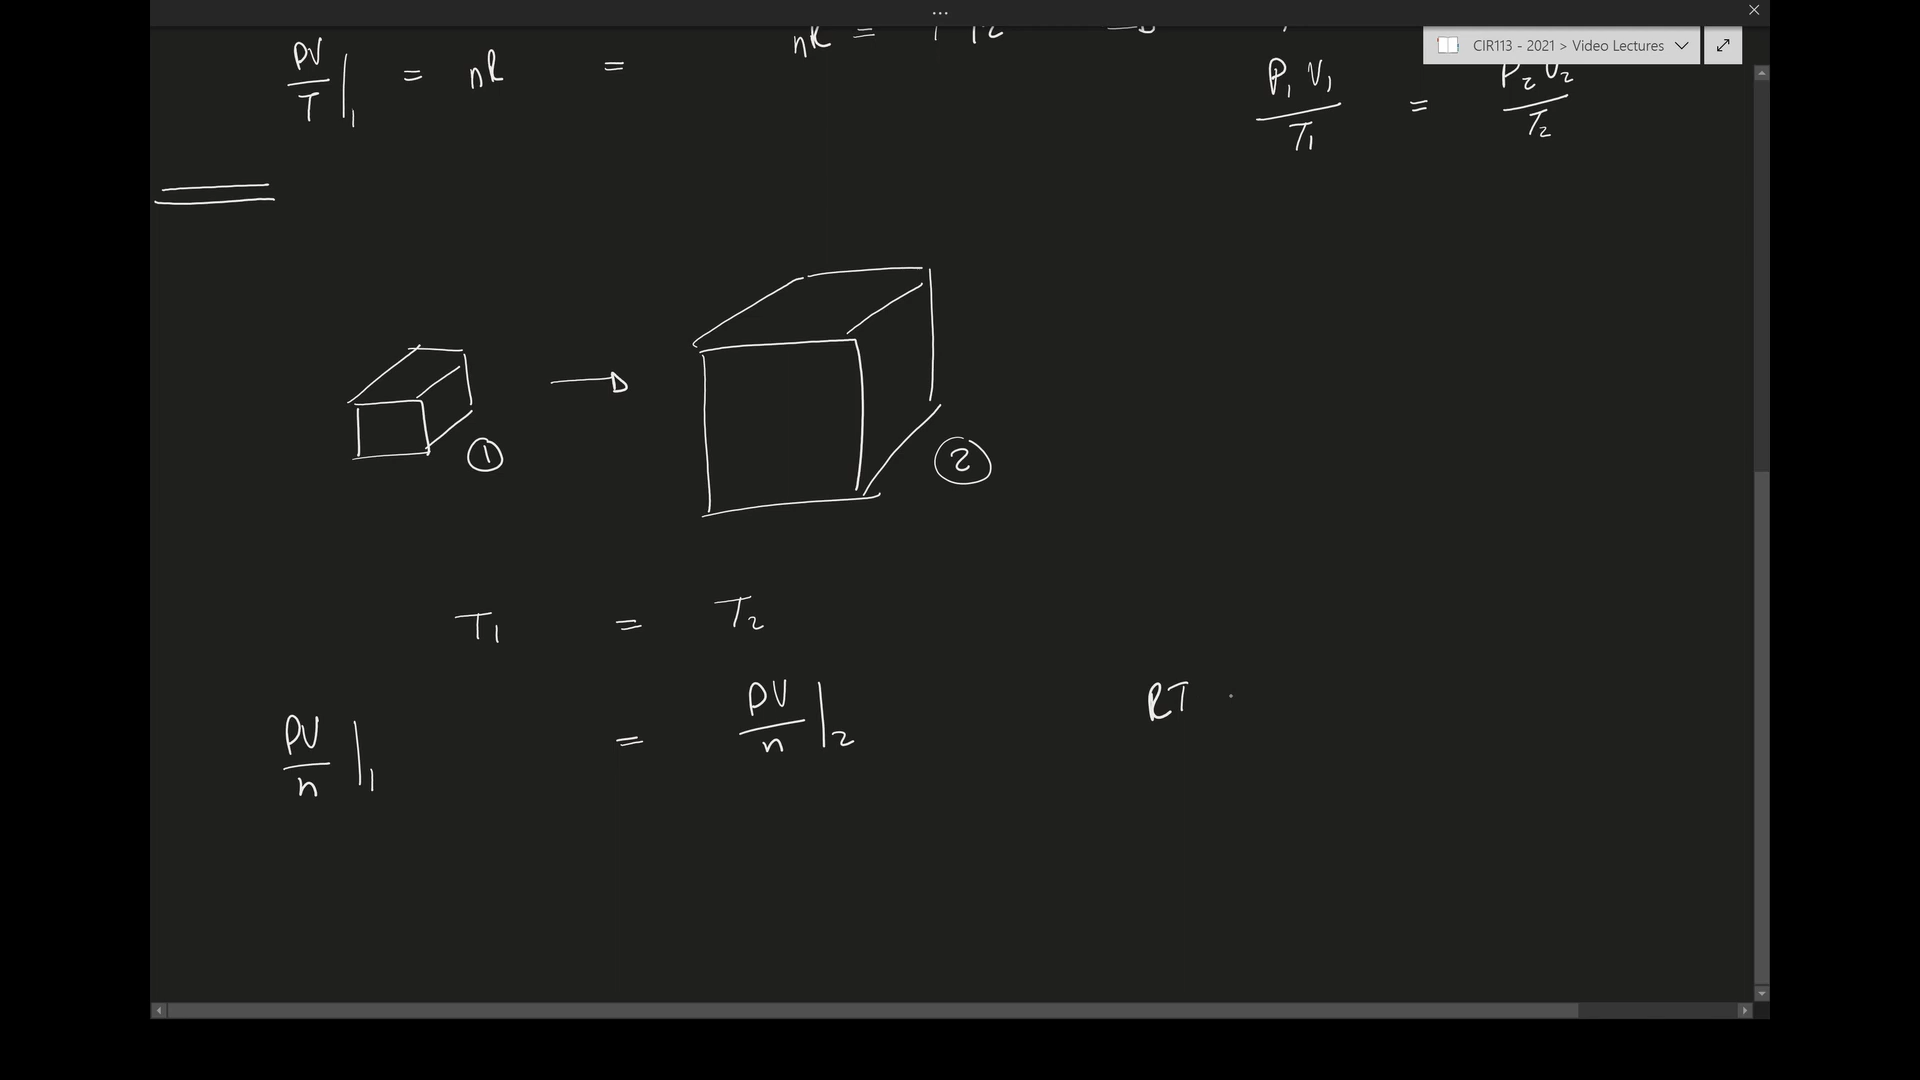 CIR113 - 2021 > Video Lectures
PV/T |₁ = nR =
nR =
P₁V₁/T₁ = P₂V₂/T₂
① ②
T₁ = T₂
PV/n |₁ = PV/n |₂ RT